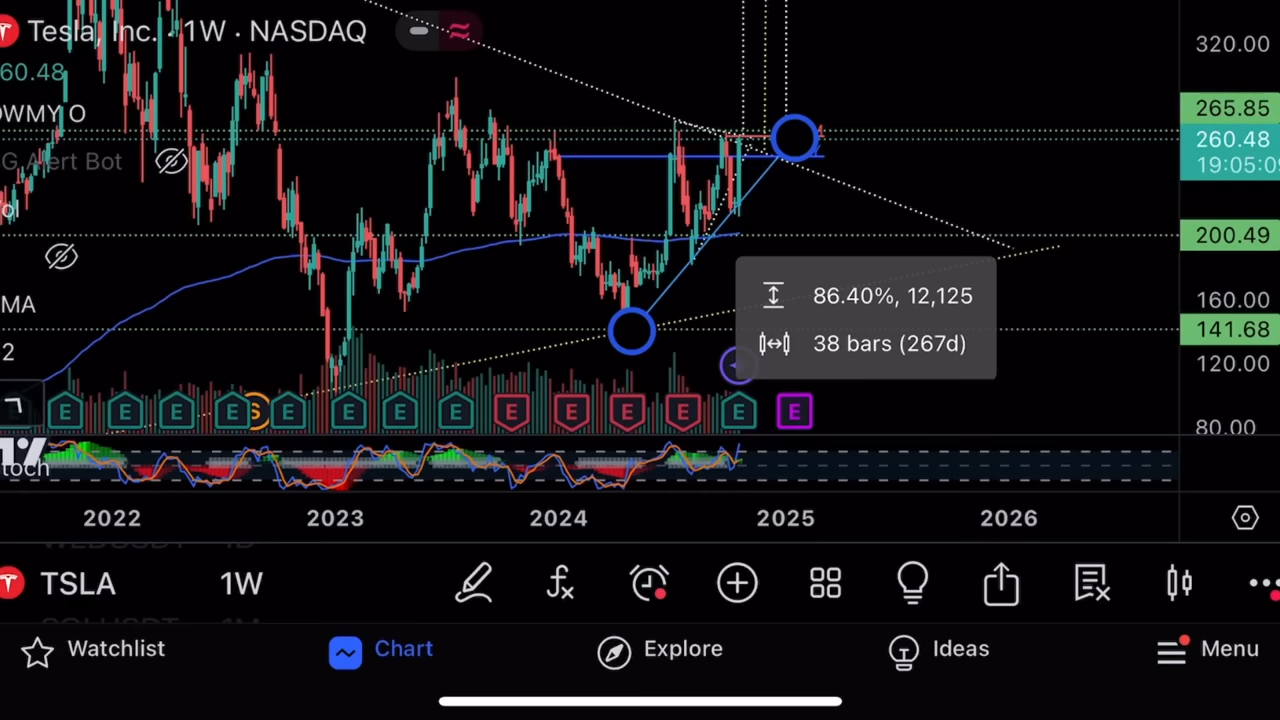 Tesla, Inc. · 1W · NASDAQ
320.00
60.48
265.85
OWMY O
260.48
G Alert Bot
19:05:09
ol
200.49
86.40%, 12,125
160.00
MA
141.68
2
38 bars (267d)
120.00
E E E E S E E E E E E E E E E
80.00
toch
2022 2023 2024 2025 2026
TSLA 1W
Watchlist Chart Explore Ideas Menu